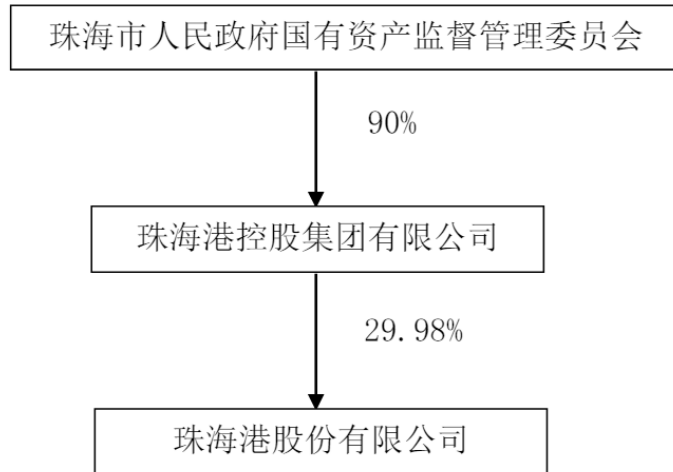 珠海市人民政府国有资产监督管理委员会
90%
珠海港控股集团有限公司
29.98%
珠海港股份有限公司